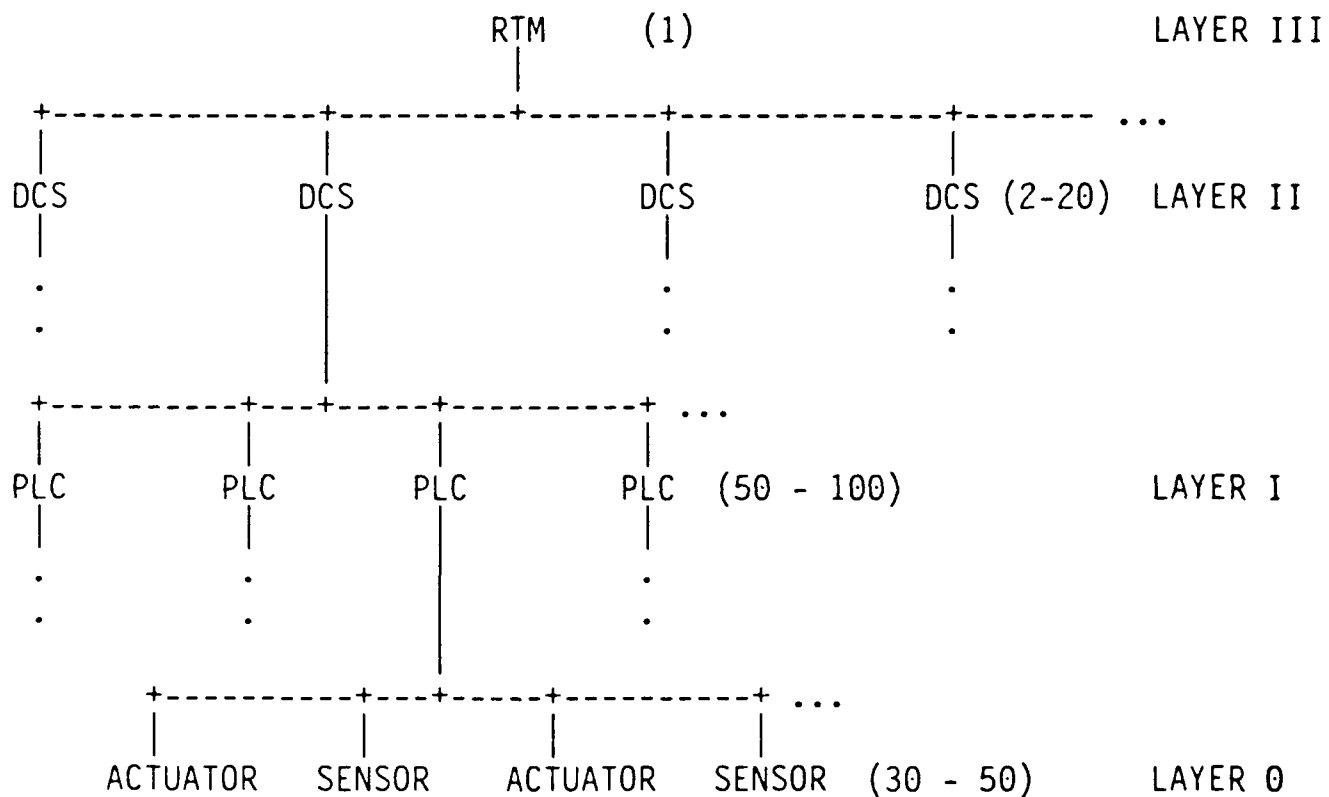 RTM (1) LAYER III
...
DCS DCS DCS DCS (2-20) LAYER II
...
PLC PLC PLC PLC (50 - 100) LAYER I
...
ACTUATOR SENSOR ACTUATOR SENSOR (30 - 50) LAYER 0